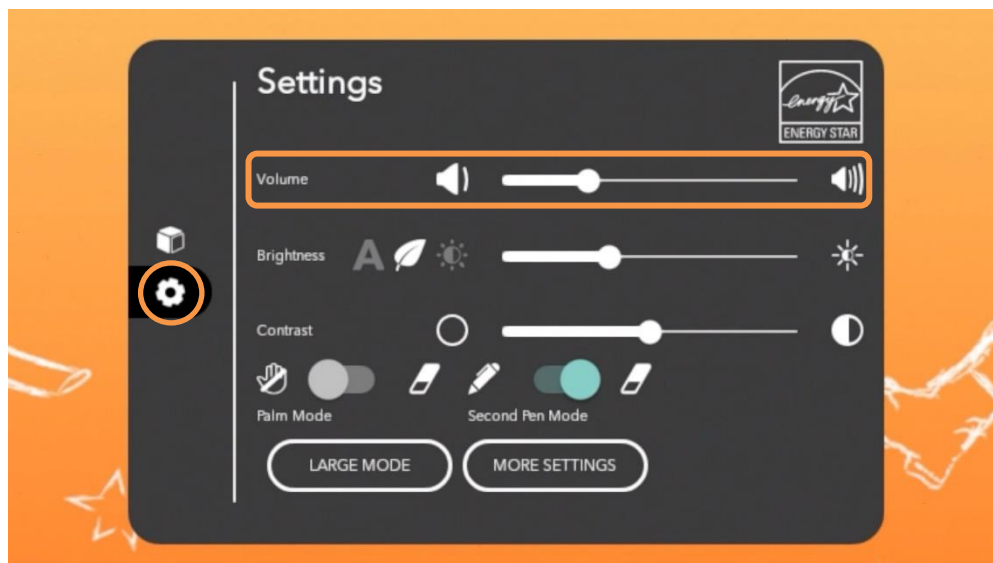 Settings
energy
ENERGY STAR
Volume
Brightness A
Contrast
Palm Mode Second Pen Mode
LARGE MODE MORE SETTINGS